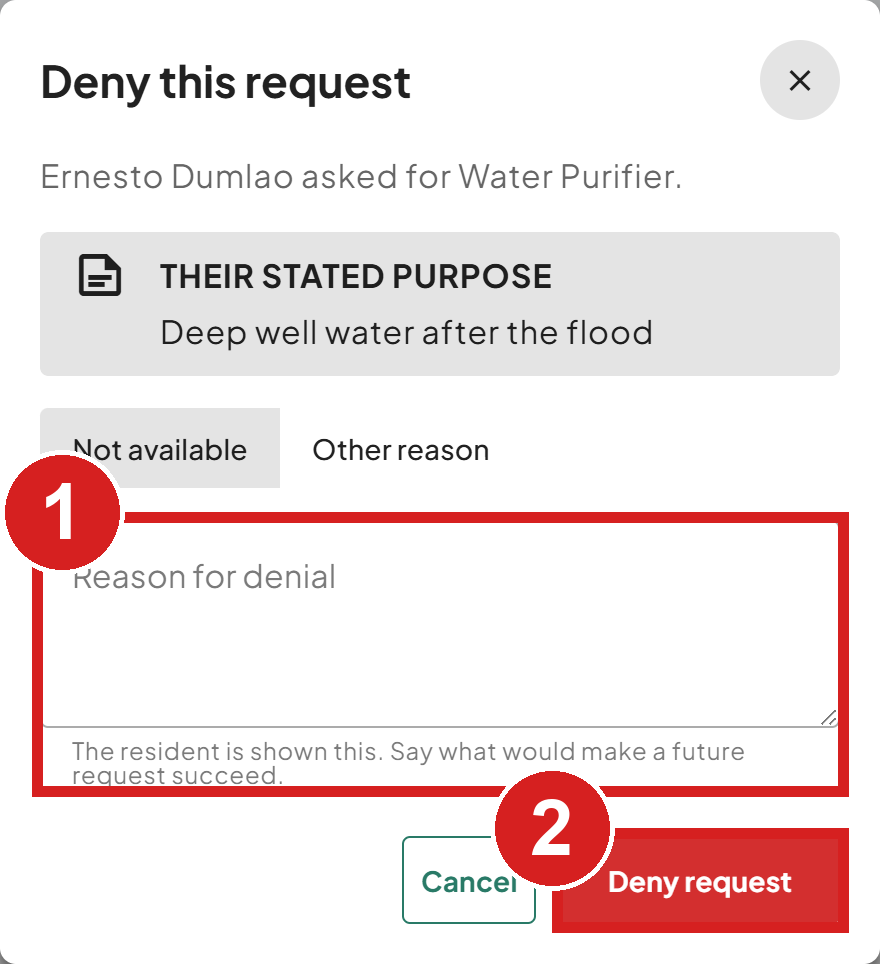 Deny this request
Ernesto Dumlao asked for Water Purifier.
THEIR STATED PURPOSE
Deep well water after the flood
Not available
Other reason
1
Reason for denial
The resident is shown this. Say what would make a future
request succeed.
2
Cancel
Deny request